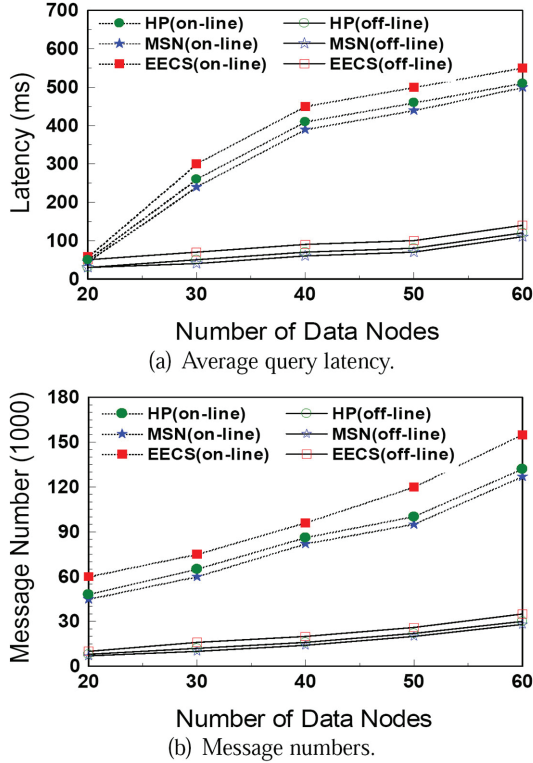 700
600
500
400
300
200
100
0
HP(on-line) HP(off-line)
MSN(on-line) MSN(off-line)
EECS(on-line) EECS(off-line)
Latency (ms)
20 30 40 50 60
Number of Data Nodes
(a) Average query latency.
180
150
120
90
60
30
0
HP(on-line) HP(off-line)
MSN(on-line) MSN(off-line)
EECS(on-line) EECS(off-line)
Message Number (1000)
20 30 40 50 60
Number of Data Nodes
(b) Message numbers.